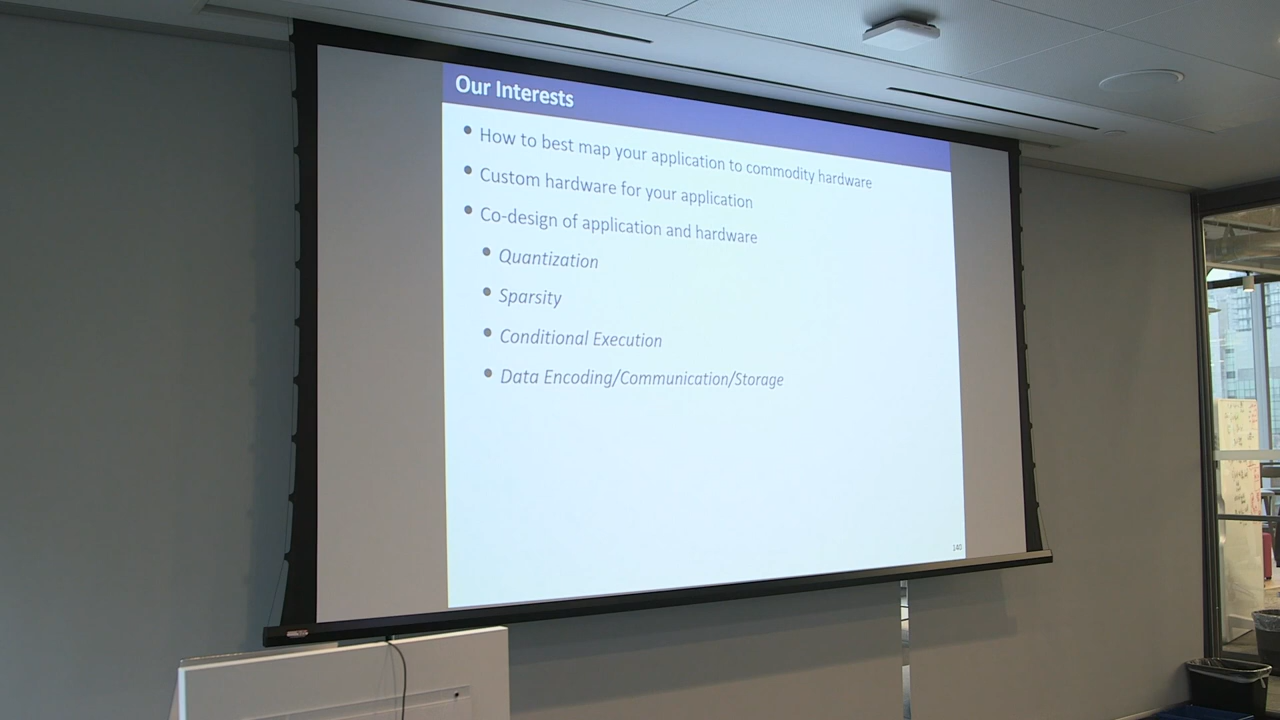 Our Interests
• How to best map your application to commodity hardware
• Custom hardware for your application
• Co-design of application and hardware
• Quantization
• Sparsity
• Conditional Execution
• Data Encoding/Communication/Storage
140